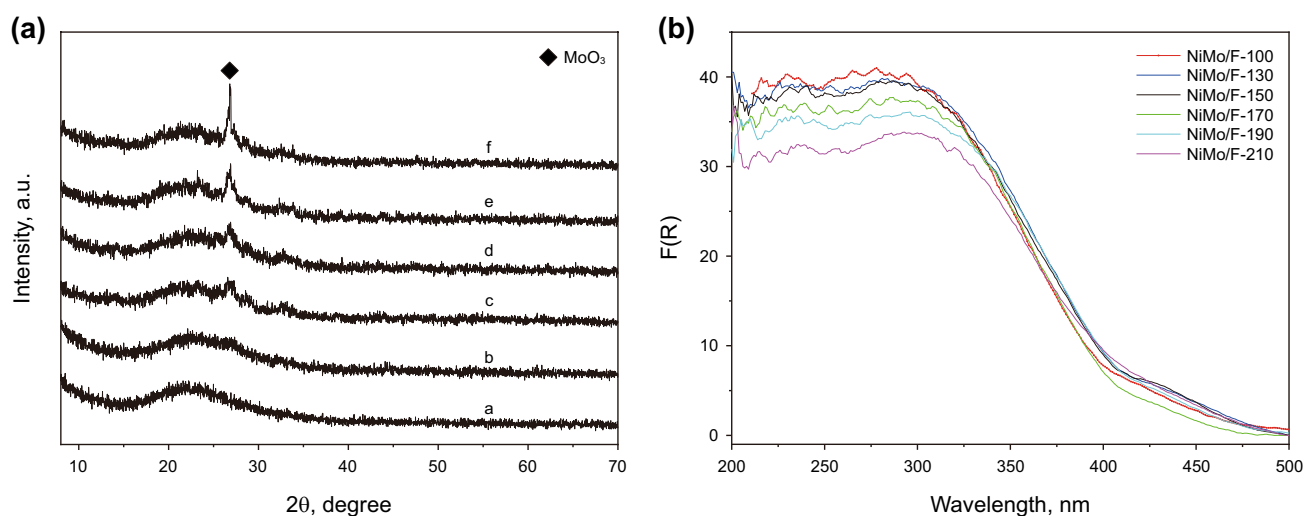 (a)
◆ MoO₃
f
e
d
c
b
a
Intensity, a.u.
10 20 30 40 50 60 70
2θ, degree
(b)
NiMo/F-100
NiMo/F-130
NiMo/F-150
NiMo/F-170
NiMo/F-190
NiMo/F-210
40
30
20
10
0
F(R)
200 250 300 350 400 450 500
Wavelength, nm